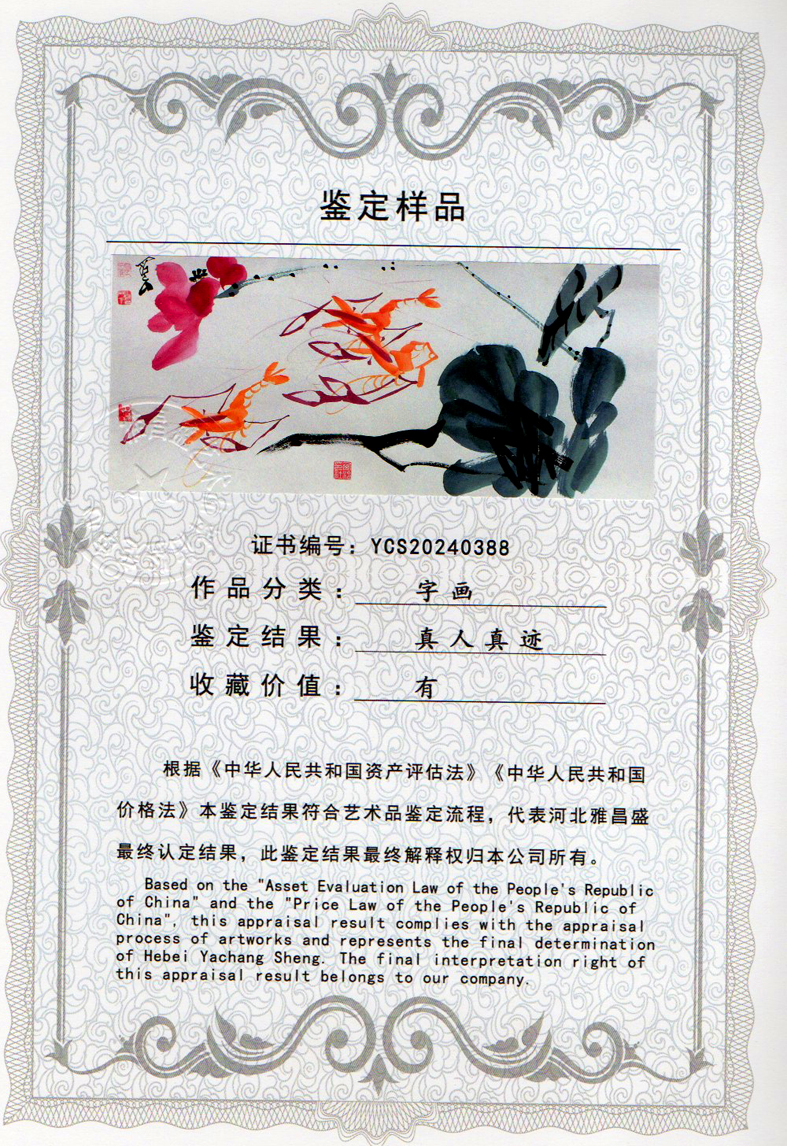 鉴定样品
证书编号：YCS20240388
作品分类：字画
鉴定结果：真人真迹
收藏价值：有
根据《中华人民共和国资产评估法》《中华人民共和国
价格法》本鉴定结果符合艺术品鉴定流程，代表河北雅昌盛
最终认定结果，此鉴定结果最终解释权归本公司所有。
Based on the "Asset Evaluation Law of the People's Republic
of China" and the "Price Law of the People's Republic of
China", this appraisal result complies with the appraisal
process of artworks and represents the final determination
of Hebei Yachang Sheng. The final interpretation right of
this appraisal result belongs to our company.